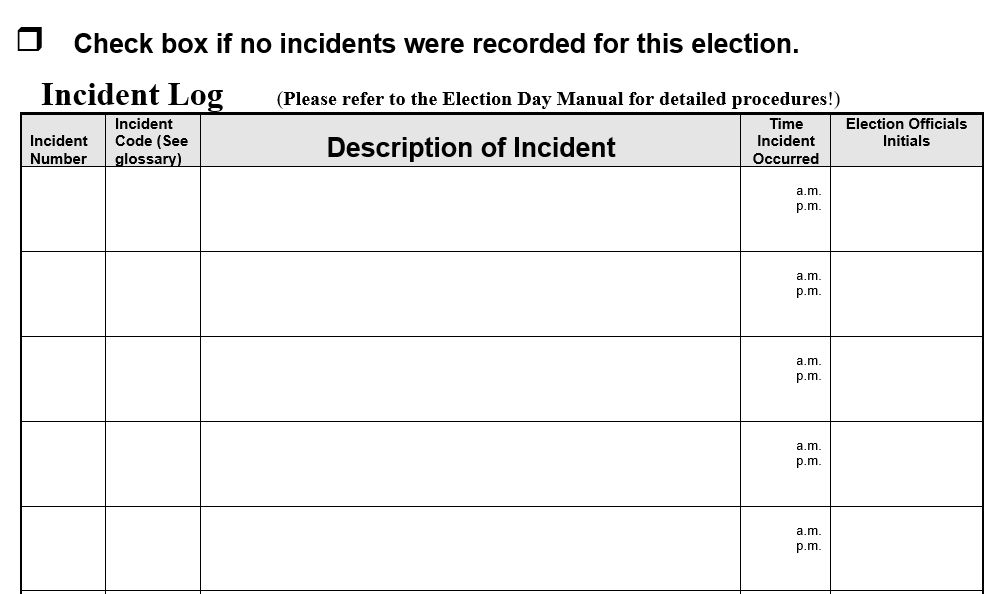 Check box if no incidents were recorded for this election.
Incident Log (Please refer to the Election Day Manual for detailed procedures!)
Incident
Number
Incident
Code (See
glossary)
Description of Incident
Time
Incident
Occurred
Election Officials
Initials
a.m.
p.m.
a.m.
p.m.
a.m.
p.m.
a.m.
p.m.
a.m.
p.m.